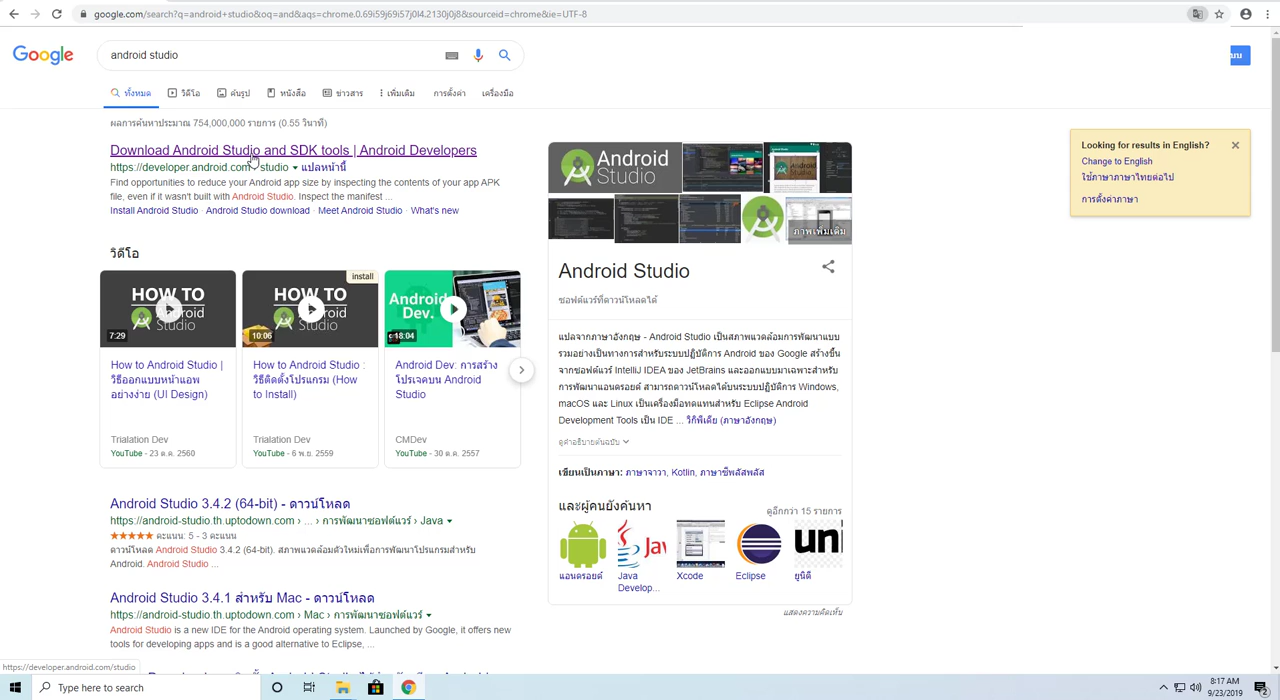 google.com/search?q=android+studio&oq=and&aqs=chrome.0.69i59j69i57j0l4.2130j0j8&sourceid=chrome&ie=UTF-8
Google
android studio
ทั้งหมด วิดีโอ ค้นรูป หนังสือ ข่าวสาร เพิ่มเติม การตั้งค่า เครื่องมือ
ผลการค้นหาประมาณ 754,000,000 รายการ (0.55 วินาที)
Download Android Studio and SDK tools | Android Developers
https://developer.android.com › studio แปลหน้านี้
Find opportunities to reduce your Android app size by inspecting the contents of your app APK
file, even if it wasn't built with Android Studio. Inspect the manifest ...
Install Android Studio · Android Studio download · Meet Android Studio · What's new
วิดีโอ
HOW TO
Android
Studio
7:29
How to Android Studio |
วิธีออกแบบหน้าแอพ
อย่างง่าย (UI Design)
Trialation Dev
YouTube - 23 ต.ค. 2560
install
HOW TO
Android
Studio
10:06
How to Android Studio :
วิธีติดตั้งโปรแกรม (How
to Install)
Trialation Dev
YouTube - 6 พ.ย. 2559
Android
Dev.
18:04
Android Dev: การสร้าง
โปรเจคบน Android
Studio
CMDev
YouTube - 30 ต.ค. 2557
Android Studio 3.4.2 (64-bit) - ดาวน์โหลด
https://android-studio.th.uptodown.com › ... › การพัฒนาซอฟต์แวร์ › Java
คะแนน: 5 - 3 คะแนน
ดาวน์โหลด Android Studio 3.4.2 (64-bit). สภาพแวดล้อมตัวใหม่เพื่อการพัฒนาโปรแกรมสำหรับ
Android. Android Studio ...
Android Studio 3.4.1 สำหรับ Mac - ดาวน์โหลด
https://android-studio.th.uptodown.com › Mac › การพัฒนาซอฟต์แวร์
Android Studio is a new IDE for the Android operating system. Launched by Google, it offers new
tools for developing apps and is a good alternative to Eclipse, ...
Android
Studio
ภาพเพิ่มเติม
Android Studio
ซอฟต์แวร์ที่ดาวน์โหลดได้
แปลจากภาษาอังกฤษ - Android Studio เป็นสภาพแวดล้อมการพัฒนาแบบ
รวมอย่างเป็นทางการสำหรับระบบปฏิบัติการ Android ของ Google สร้างขึ้น
จากซอฟต์แวร์ IntelliJ IDEA ของ JetBrains และออกแบบมาเฉพาะสำหรับ
การพัฒนาแอนดรอยด์ สามารถดาวน์โหลดได้บนระบบปฏิบัติการ Windows,
macOS และ Linux เป็นเครื่องมือทดแทนสำหรับ Eclipse Android
Development Tools เป็น IDE ... วิกิพีเดีย (ภาษาอังกฤษ)
ดูคำอธิบายต้นฉบับ
เขียนเป็นภาษา: ภาษาจาวา, Kotlin, ภาษาซีพลัสพลัส
และผู้คนยังค้นหา
ดูอีกกว่า 15 รายการ
แอนดรอยด์
Java
Develop...
Xcode
Eclipse
uni
ยูนิตี
แสดงความคิดเห็น
Looking for results in English?
Change to English
ใช้ภาษาภาษาไทยต่อไป
การตั้งค่าภาษา
https://developer.android.com/studio
Type here to search
8:17 AM
9/23/2019